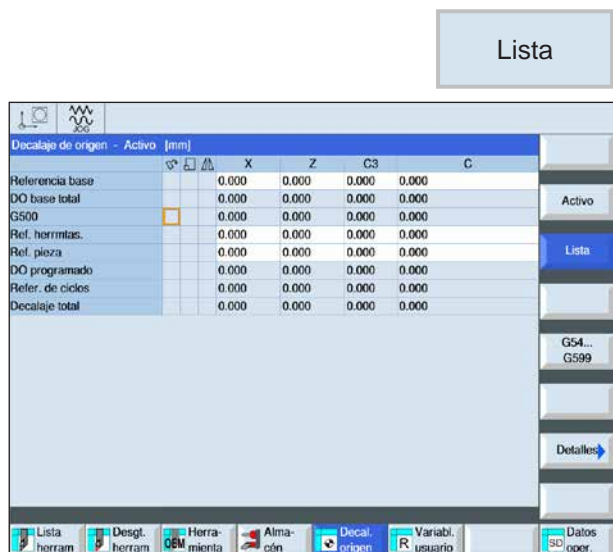 Lista
JOG
Decalaje de origen - Activo [mm]
X Z C3 C
Referencia base 0.000 0.000 0.000 0.000
DO base total 0.000 0.000 0.000 0.000
G500 0.000 0.000 0.000 0.000
Ref. herrmtas. 0.000 0.000 0.000 0.000
Ref. pieza 0.000 0.000 0.000 0.000
DO programado 0.000 0.000 0.000 0.000
Refer. de ciclos 0.000 0.000 0.000 0.000
Decalaje total 0.000 0.000 0.000 0.000
Activo
Lista
G54...
G599
Detalles
Lista
herram
Desgt.
herram
OEM
Herra-
mienta
Alma-
cén
Decal.
origen
R
Variabl.
usuario
SD
Datos
oper.